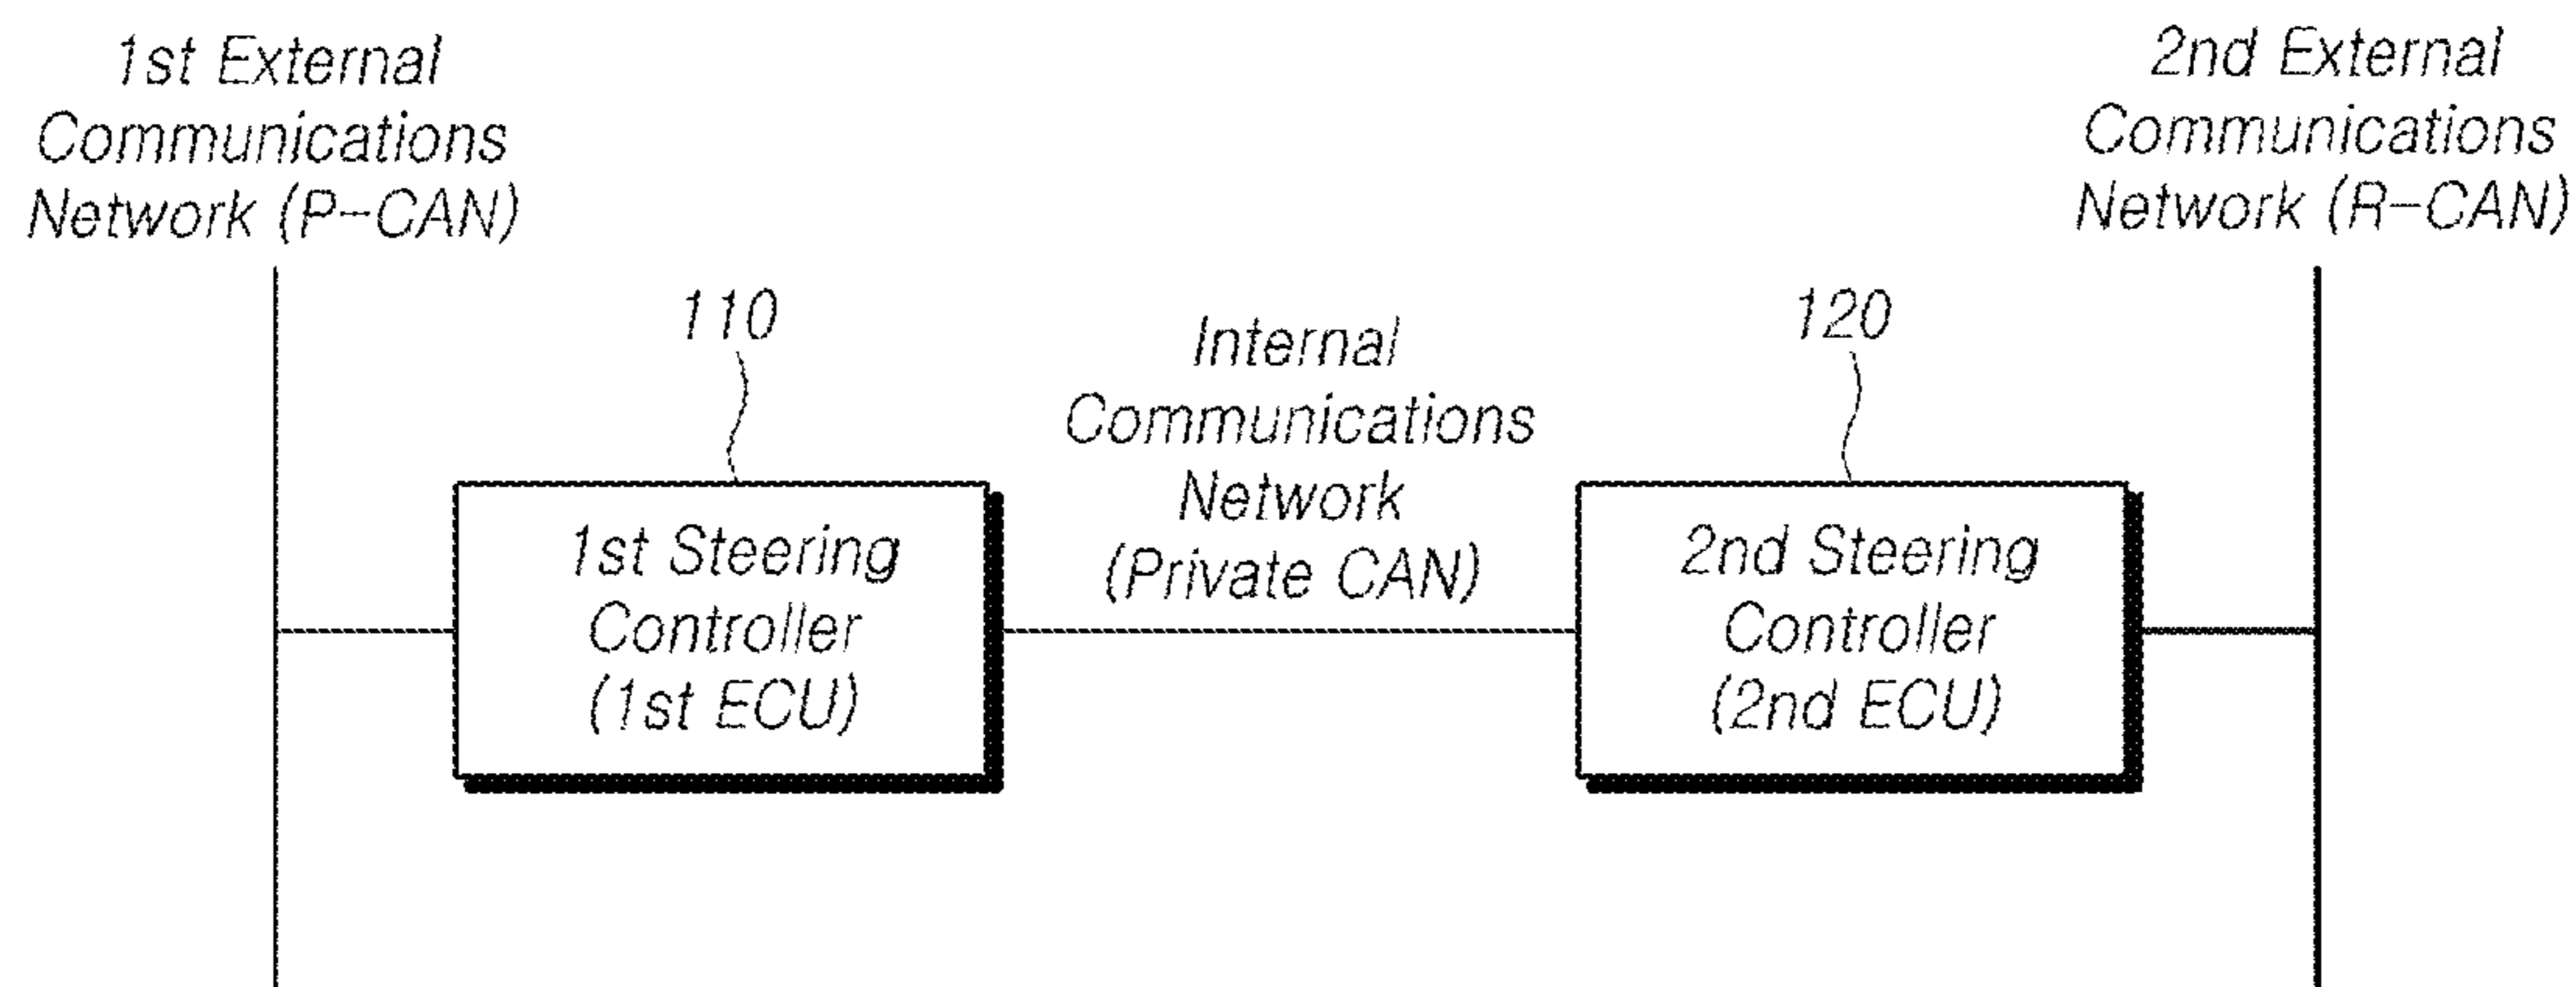 1st External
Communications
Network (P-CAN)
2nd External
Communications
Network (R-CAN)
110
Internal
Communications
Network
(Private CAN)
120
1st Steering
Controller
(1st ECU)
2nd Steering
Controller
(2nd ECU)